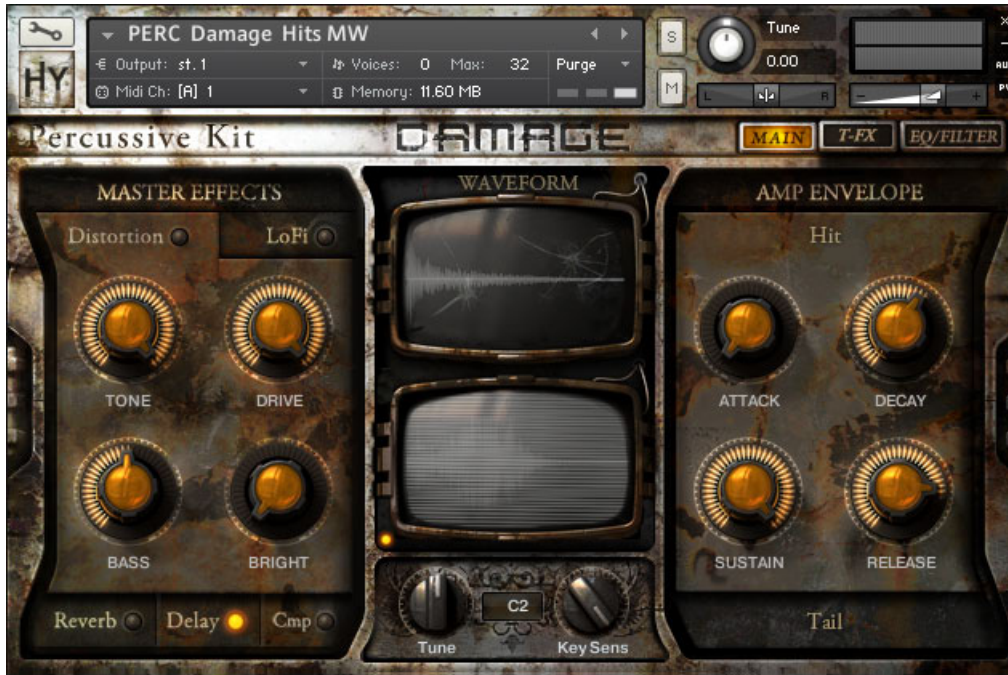 PERC Damage Hits MW
Output: st.1
Voices: 0 Max: 32
Purge
Midi Ch: [A] 1
Memory: 11.60 MB
S
M
Tune
0.00
L R
- +
HY
Percussive Kit
DAMAGE
MAIN
T-FX
EQ/FILTER
MASTER EFFECTS
Distortion
LoFi
TONE
DRIVE
BASS
BRIGHT
Reverb
Delay
Cmp
WAVEFORM
C2
Tune
Key Sens
AMP ENVELOPE
Hit
ATTACK
DECAY
SUSTAIN
RELEASE
Tail